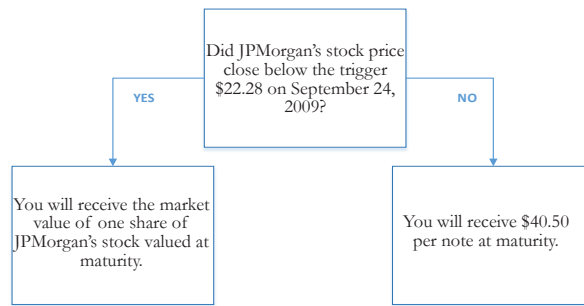 Did JPMorgan's stock price
close below the trigger
$22.28 on September 24,
2009?
YES
NO
You will receive the market
value of one share of
JPMorgan's stock valued at
maturity.
You will receive $40.50
per note at maturity.